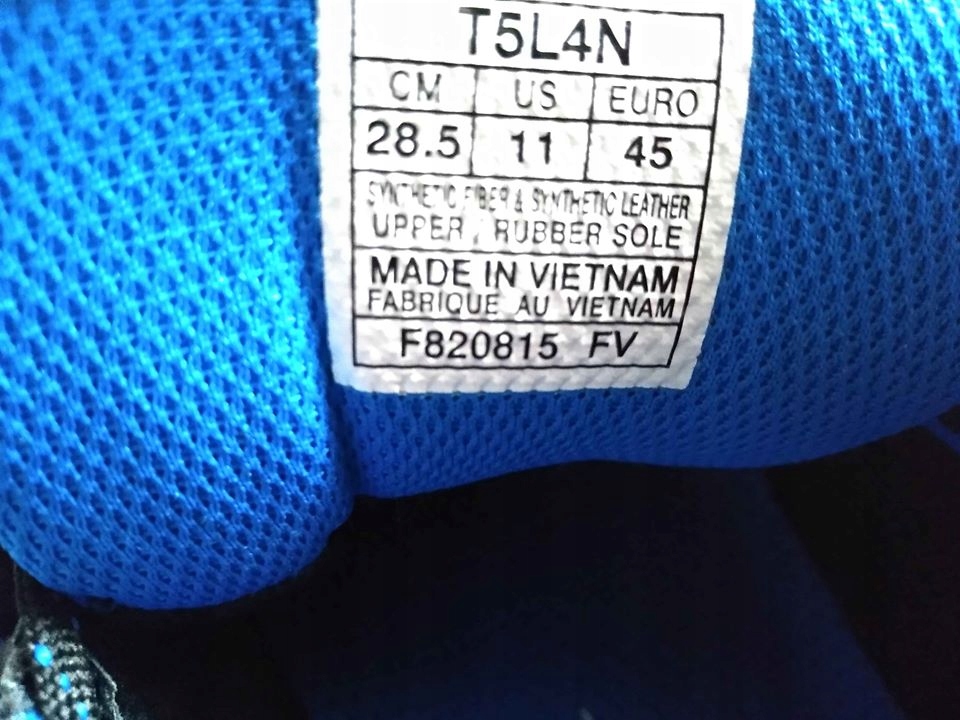 T5L4N
CM US EURO
28.5 11 45
SYNTHETIC FIBER & SYNTHETIC LEATHER
UPPER / RUBBER SOLE
MADE IN VIETNAM
FABRIQUE AU VIETNAM
F820815 FV